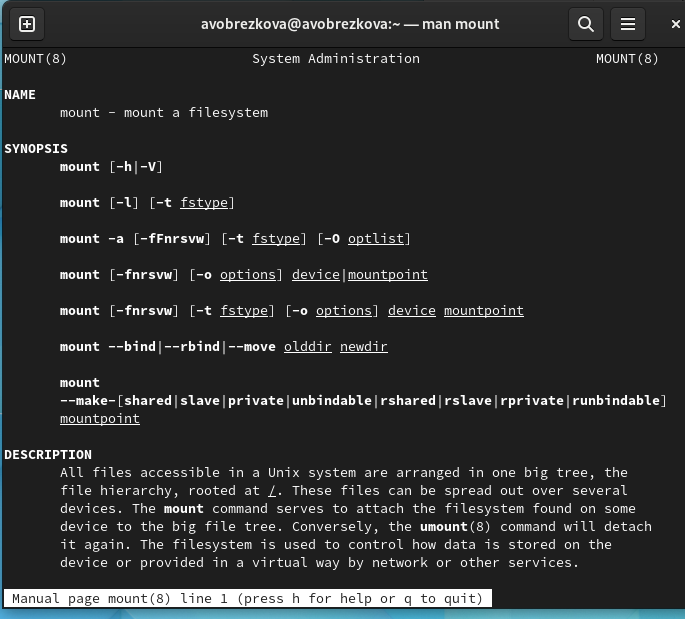 avobrezkova@avobrezkova:~ — man mount
MOUNT(8) System Administration MOUNT(8)
NAME
mount - mount a filesystem
SYNOPSIS
mount [-h|-V]
mount [-l] [-t fstype]
mount -a [-fFnrsvw] [-t fstype] [-O optlist]
mount [-fnrsvw] [-o options] device|mountpoint
mount [-fnrsvw] [-t fstype] [-o options] device mountpoint
mount --bind|--rbind|--move olddir newdir
mount
--make-[shared|slave|private|unbindable|rshared|rslave|rprivate|runbindable]
mountpoint
DESCRIPTION
All files accessible in a Unix system are arranged in one big tree, the
file hierarchy, rooted at /. These files can be spread out over several
devices. The mount command serves to attach the filesystem found on some
device to the big file tree. Conversely, the umount(8) command will detach
it again. The filesystem is used to control how data is stored on the
device or provided in a virtual way by network or other services.
Manual page mount(8) line 1 (press h for help or q to quit)